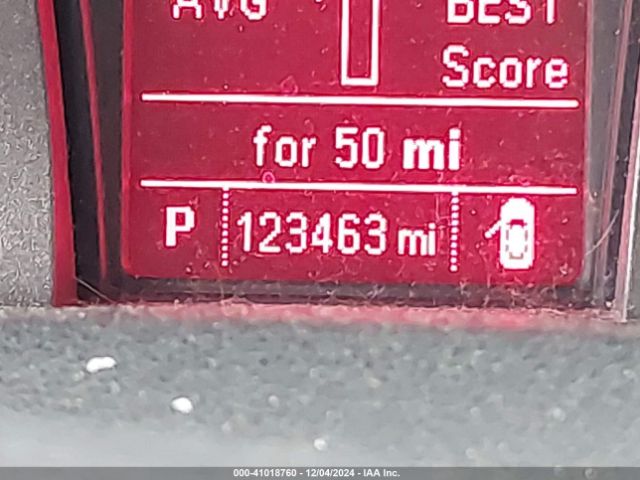 AVG BEST
Score
for 50 mi
P 123463 mi
000-41018760 - 12/04/2024 - IAA Inc.